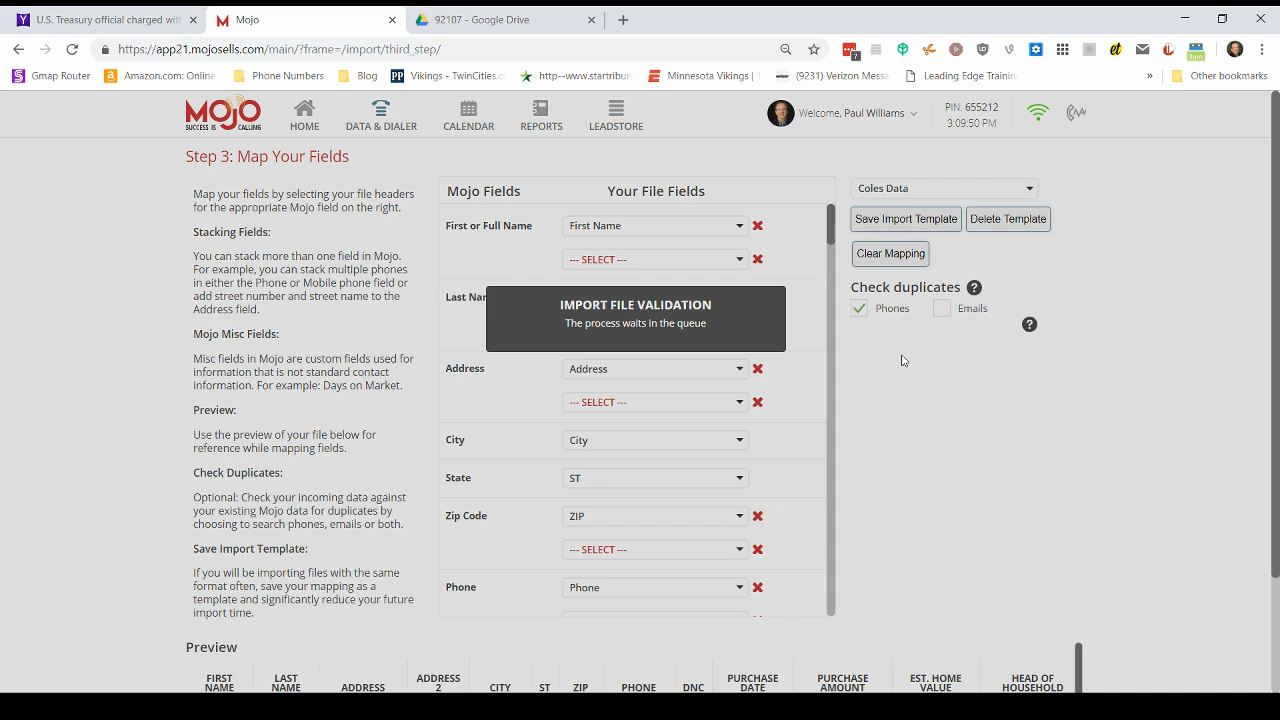 U.S. Treasury official charged wit
Mojo
92107 - Google Drive
https://app21.mojosells.com/main/?frame=/import/third_step/
7
Gmap Router
Amazon.com: Online
Phone Numbers
Blog
Vikings - TwinCities.c
http--www.startribun
Minnesota Vikings |
(9231) Verizon Messa
Leading Edge Trainin
»
Other bookmarks
MOJO
SUCCESS IS CALLING
HOME
DATA & DIALER
CALENDAR
REPORTS
LEADSTORE
Welcome, Paul Williams
PIN: 655212
3:09:50 PM
Step 3: Map Your Fields
Map your fields by selecting your file headers
for the appropriate Mojo field on the right.
Stacking Fields:
You can stack more than one field in Mojo.
For example, you can stack multiple phones
in either the Phone or Mobile phone field or
add street number and street name to the
Address field.
Mojo Misc Fields:
Misc fields in Mojo are custom fields used for
information that is not standard contact
information. For example: Days on Market.
Preview:
Use the preview of your file below for
reference while mapping fields.
Check Duplicates:
Optional: Check your incoming data against
your existing Mojo data for duplicates by
choosing to search phones, emails or both.
Save Import Template:
If you will be importing files with the same
format often, save your mapping as a
template and significantly reduce your future
import time.
Mojo Fields
Your File Fields
First or Full Name
First Name
--- SELECT ---
Last Nam
IMPORT FILE VALIDATION
The process waits in the queue
Address
Address
--- SELECT ---
City
City
State
ST
Zip Code
ZIP
--- SELECT ---
Phone
Phone
Coles Data
Save Import Template
Delete Template
Clear Mapping
Check duplicates ?
Phones
Emails
?
Preview
FIRST NAME
LAST NAME
ADDRESS
ADDRESS 2
CITY
ST
ZIP
PHONE
DNC
PURCHASE DATE
PURCHASE AMOUNT
EST. HOME VALUE
HEAD OF HOUSEHOLD